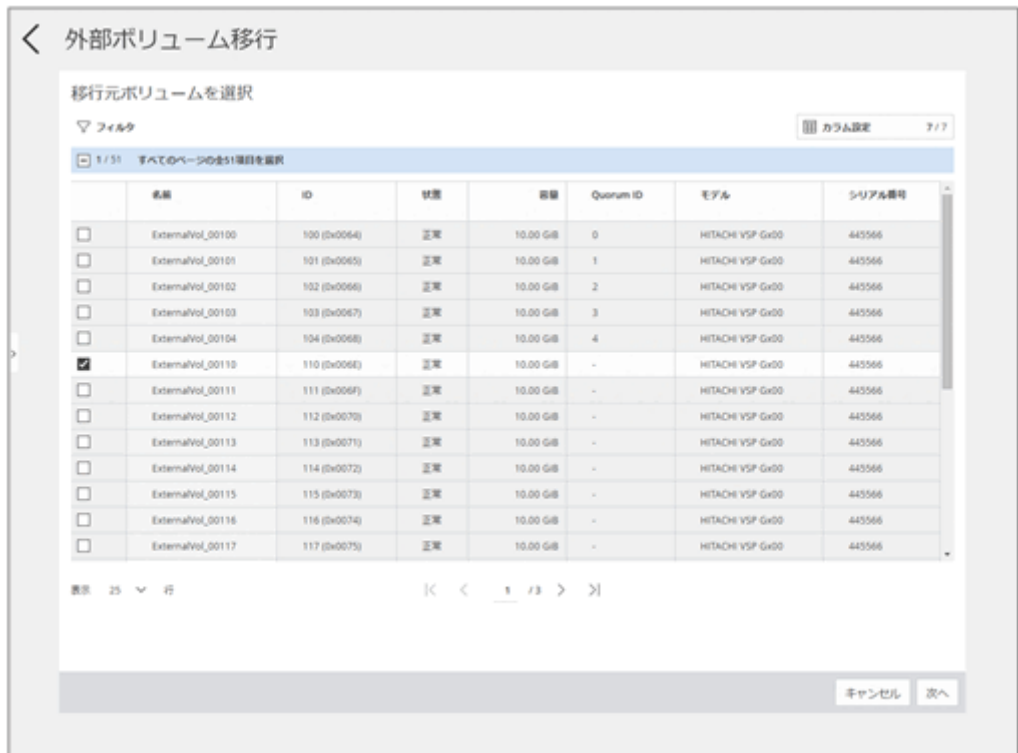 外部ボリューム移行
移行元ボリュームを選択
フィルタ カラム設定 7/7
1/51 すべてのページの全51項目を選択
名前 ID 状態 容量 Quorum ID モデル シリアル番号
ExternalVol_00100 100 (0x0064) 正常 10.00 GiB 0 HITACHI VSP Gx00 445566
ExternalVol_00101 101 (0x0065) 正常 10.00 GiB 1 HITACHI VSP Gx00 445566
ExternalVol_00102 102 (0x0066) 正常 10.00 GiB 2 HITACHI VSP Gx00 445566
ExternalVol_00103 103 (0x0067) 正常 10.00 GiB 3 HITACHI VSP Gx00 445566
ExternalVol_00104 104 (0x0068) 正常 10.00 GiB 4 HITACHI VSP Gx00 445566
ExternalVol_00110 110 (0x006E) 正常 10.00 GiB - HITACHI VSP Gx00 445566
ExternalVol_00111 111 (0x006F) 正常 10.00 GiB - HITACHI VSP Gx00 445566
ExternalVol_00112 112 (0x0070) 正常 10.00 GiB - HITACHI VSP Gx00 445566
ExternalVol_00113 113 (0x0071) 正常 10.00 GiB - HITACHI VSP Gx00 445566
ExternalVol_00114 114 (0x0072) 正常 10.00 GiB - HITACHI VSP Gx00 445566
ExternalVol_00115 115 (0x0073) 正常 10.00 GiB - HITACHI VSP Gx00 445566
ExternalVol_00116 116 (0x0074) 正常 10.00 GiB - HITACHI VSP Gx00 445566
ExternalVol_00117 117 (0x0075) 正常 10.00 GiB - HITACHI VSP Gx00 445566
表示 25 行 1 /3
キャンセル 次へ